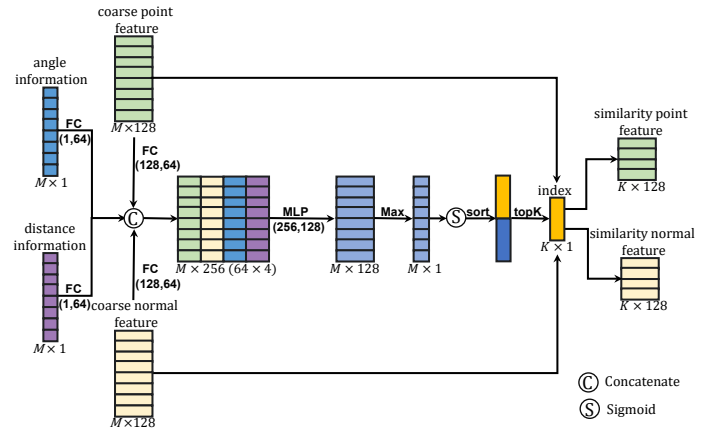 coarse point
feature
angle
information
FC
(1,64)
M×128
M×1
FC
(128,64)
similarity point
feature
K×128
distance
information
C
MLP
(256,128)
Max
S
sort
topK
index
M×256 (64×4)
M×128
M×1
K×1
similarity normal
feature
FC
(1,64)
FC
(128,64)
coarse normal
feature
K×128
M×1
M×128
C Concatenate
S Sigmoid